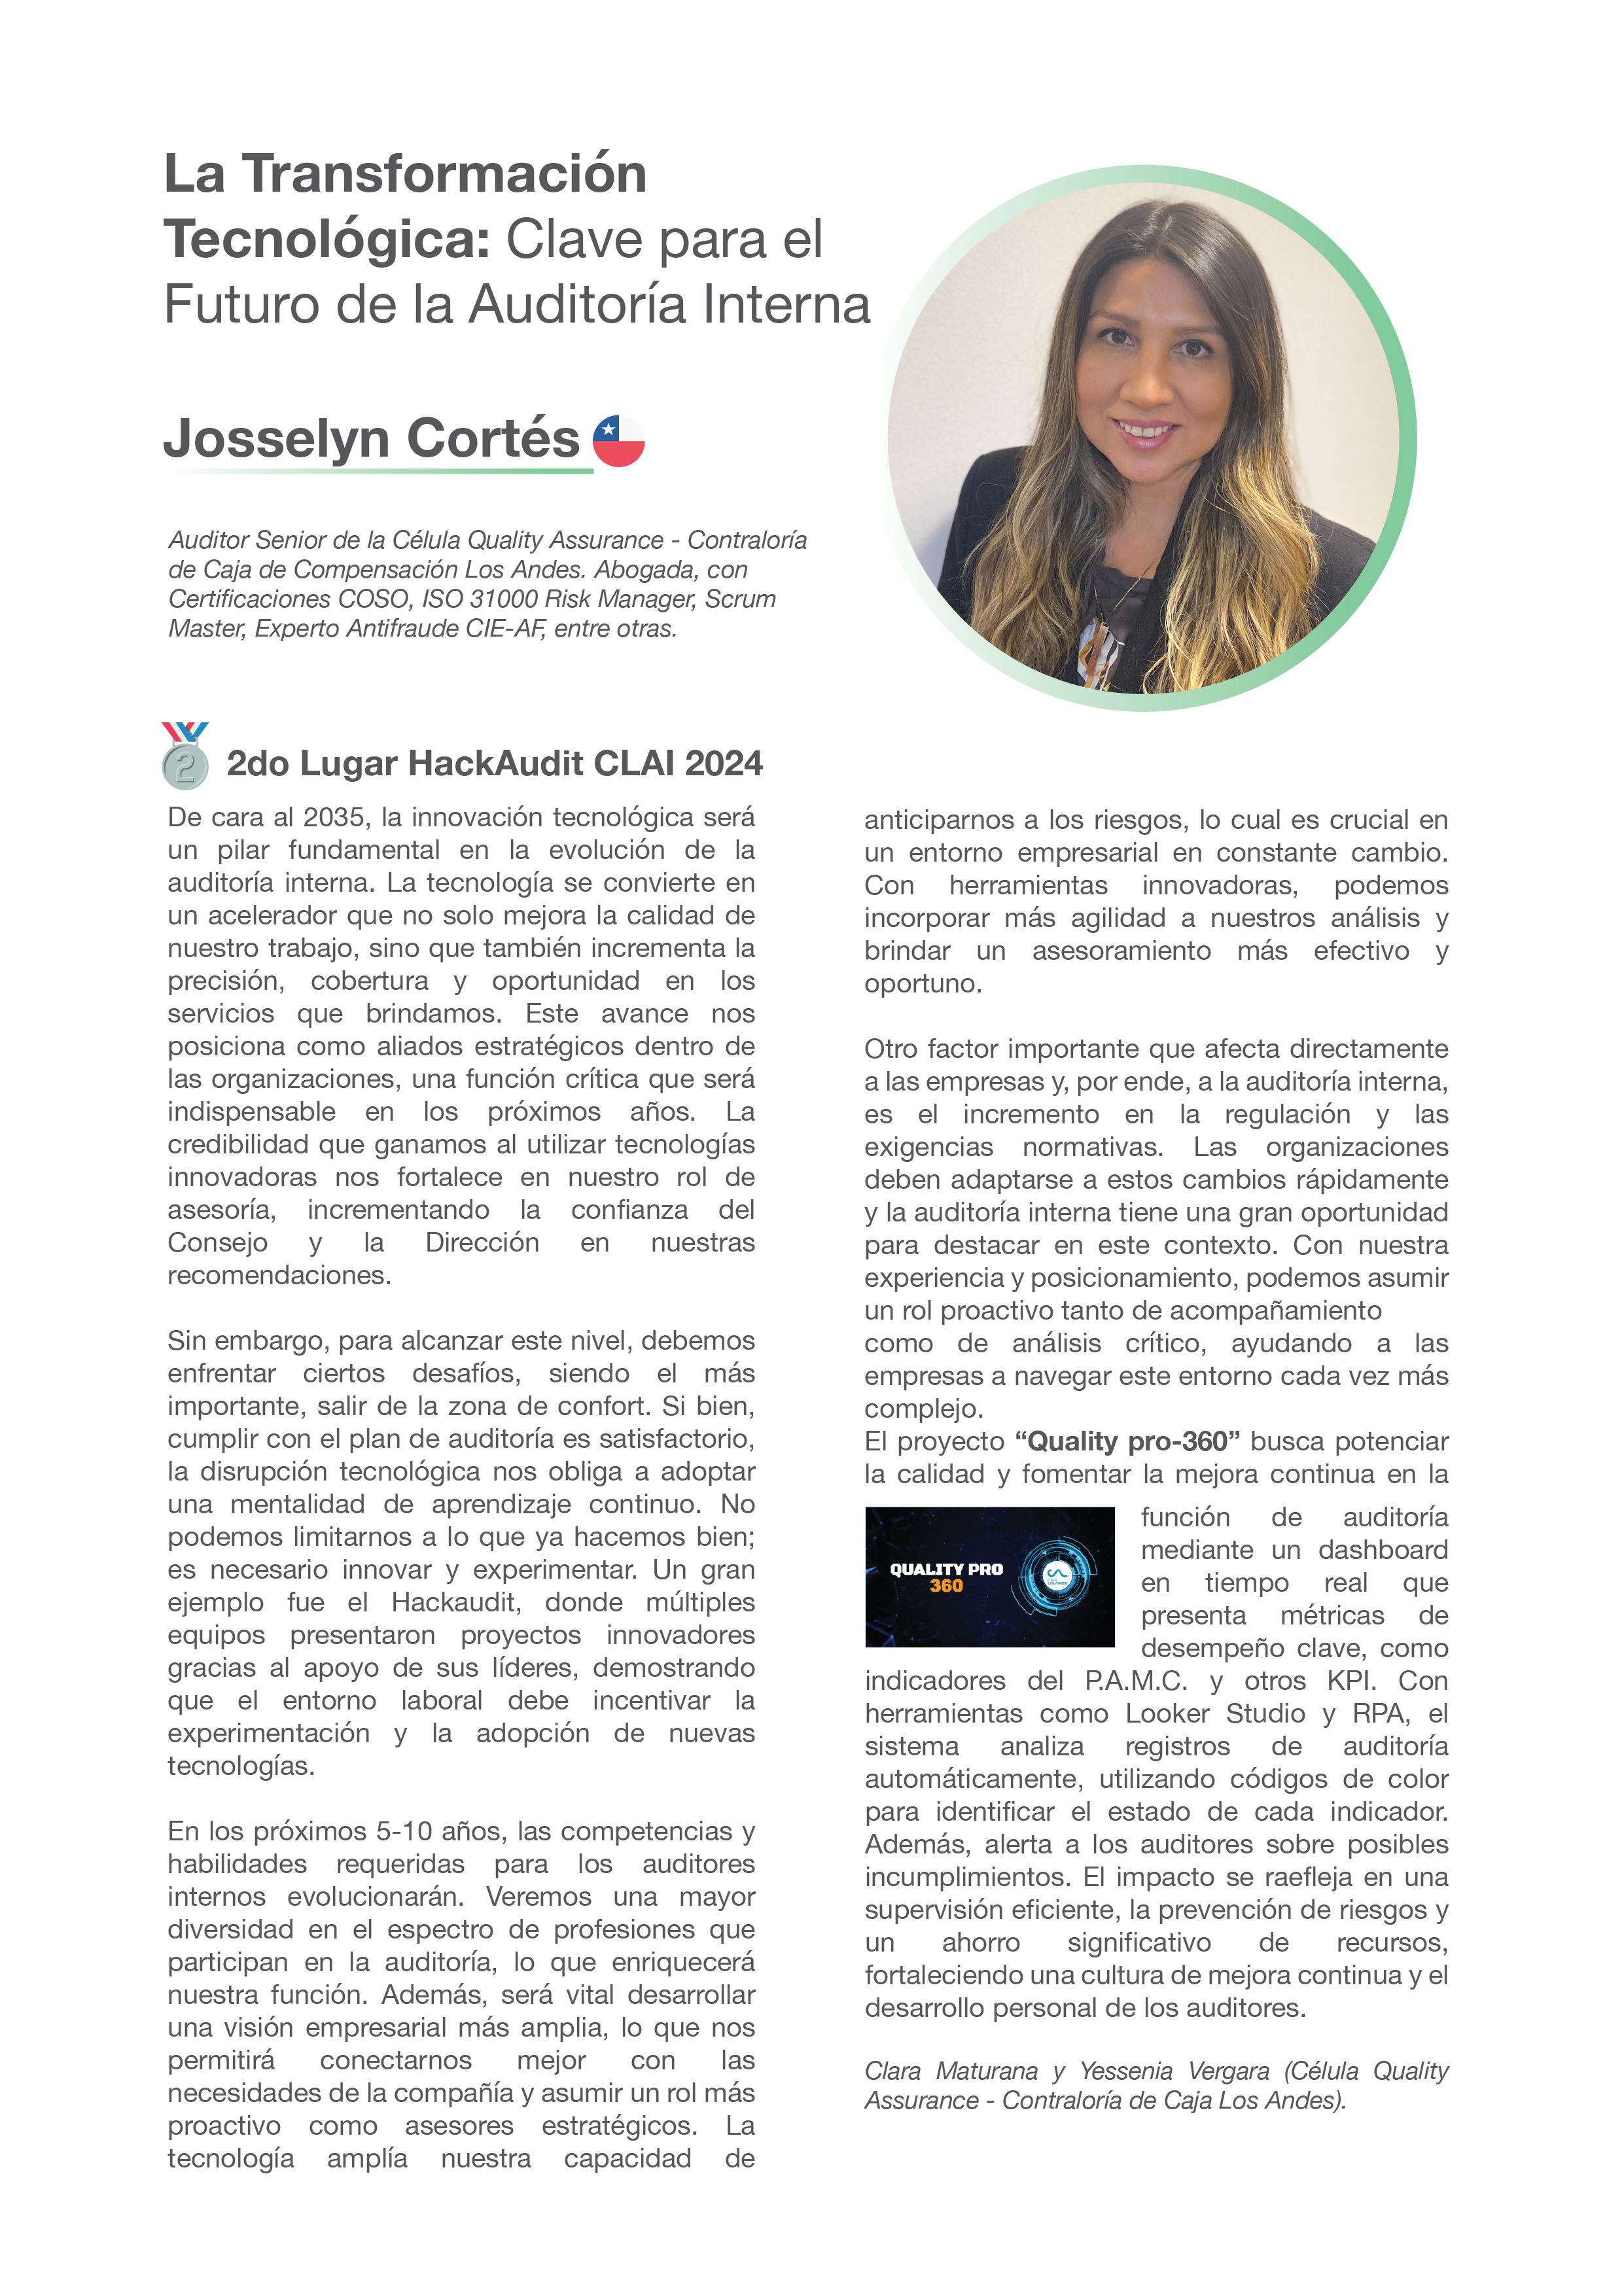 La Transformación
Tecnológica: Clave para el
Futuro de la Auditoría Interna
Josselyn Cortés
Auditor Senior de la Célula Quality Assurance - Contraloría
de Caja de Compensación Los Andes. Abogada, con
Certificaciones COSO, ISO 31000 Risk Manager, Scrum
Master, Experto Antifraude CIE-AF, entre otras.
2
2do Lugar HackAudit CLAI 2024
De cara al 2035, la innovación tecnológica será
un pilar fundamental en la evolución de la
auditoría interna. La tecnología se convierte en
un acelerador que no solo mejora la calidad de
nuestro trabajo, sino que también incrementa la
precisión, cobertura y oportunidad en los
servicios que brindamos. Este avance nos
posiciona como aliados estratégicos dentro de
las organizaciones, una función crítica que será
indispensable en los próximos años. La
credibilidad que ganamos al utilizar tecnologías
innovadoras nos fortalece en nuestro rol de
asesoría, incrementando la confianza del
Consejo y la Dirección en nuestras
recomendaciones.
Sin embargo, para alcanzar este nivel, debemos
enfrentar ciertos desafíos, siendo el más
importante, salir de la zona de confort. Si bien,
cumplir con el plan de auditoría es satisfactorio,
la disrupción tecnológica nos obliga a adoptar
una mentalidad de aprendizaje continuo. No
podemos limitarnos a lo que ya hacemos bien;
es necesario innovar y experimentar. Un gran
ejemplo fue el Hackaudit, donde múltiples
equipos presentaron proyectos innovadores
gracias al apoyo de sus líderes, demostrando
que el entorno laboral debe incentivar la
experimentación y la adopción de nuevas
tecnologías.
En los próximos 5-10 años, las competencias y
habilidades requeridas para los auditores
internos evolucionarán. Veremos una mayor
diversidad en el espectro de profesiones que
participan en la auditoría, lo que enriquecerá
nuestra función. Además, será vital desarrollar
una visión empresarial más amplia, lo que nos
permitirá conectarnos mejor con las
necesidades de la compañía y asumir un rol más
proactivo como asesores estratégicos. La
tecnología amplía nuestra capacidad de
anticiparnos a los riesgos, lo cual es crucial en
un entorno empresarial en constante cambio.
Con herramientas innovadoras, podemos
incorporar más agilidad a nuestros análisis y
brindar un asesoramiento más efectivo y
oportuno.
Otro factor importante que afecta directamente
a las empresas y, por ende, a la auditoría interna,
es el incremento en la regulación y las
exigencias normativas. Las organizaciones
deben adaptarse a estos cambios rápidamente
y la auditoría interna tiene una gran oportunidad
para destacar en este contexto. Con nuestra
experiencia y posicionamiento, podemos asumir
un rol proactivo tanto de acompañamiento
como de análisis crítico, ayudando a las
empresas a navegar este entorno cada vez más
complejo.
El proyecto “Quality pro-360” busca potenciar
la calidad y fomentar la mejora continua en la
QUALITY PRO
360
LOS ANDES
función de auditoría
mediante un dashboard
en tiempo real que
presenta métricas de
desempeño clave, como
indicadores del P.A.M.C. y otros KPI. Con
herramientas como Looker Studio y RPA, el
sistema analiza registros de auditoría
automáticamente, utilizando códigos de color
para identificar el estado de cada indicador.
Además, alerta a los auditores sobre posibles
incumplimientos. El impacto se raefleja en una
supervisión eficiente, la prevención de riesgos y
un ahorro significativo de recursos,
fortaleciendo una cultura de mejora continua y el
desarrollo personal de los auditores.
Clara Maturana y Yessenia Vergara (Célula Quality
Assurance - Contraloría de Caja Los Andes).